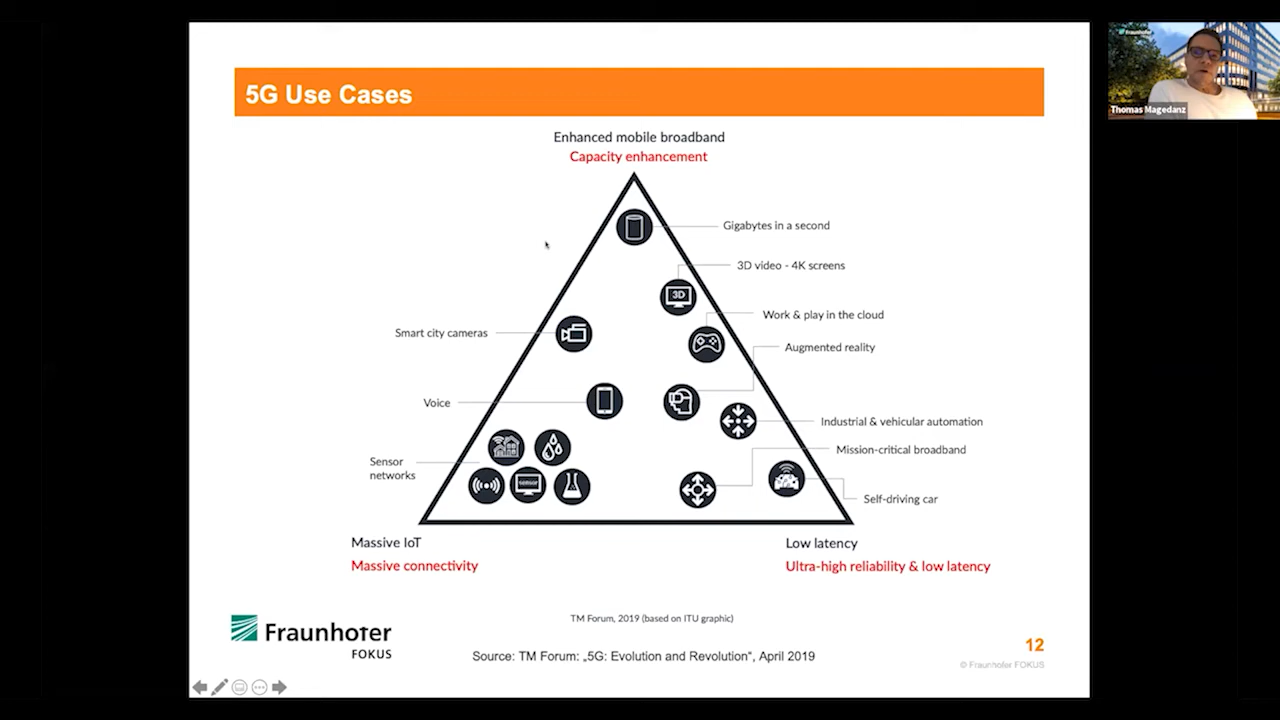 5G Use Cases
Enhanced mobile broadband
Capacity enhancement
Gigabytes in a second
3D video - 4K screens
3D
Work & play in the cloud
Smart city cameras
Augmented reality
Voice
Industrial & vehicular automation
Mission-critical broadband
Sensor
networks
sensor
Self-driving car
Massive IoT
Massive connectivity
Low latency
Ultra-high reliability & low latency
TM Forum, 2019 (based on ITU graphic)
Fraunhofer
FOKUS
Source: TM Forum: „5G: Evolution and Revolution“, April 2019
12
© Fraunhofer FOKUS
Fraunhofer
Thomas Magedanz